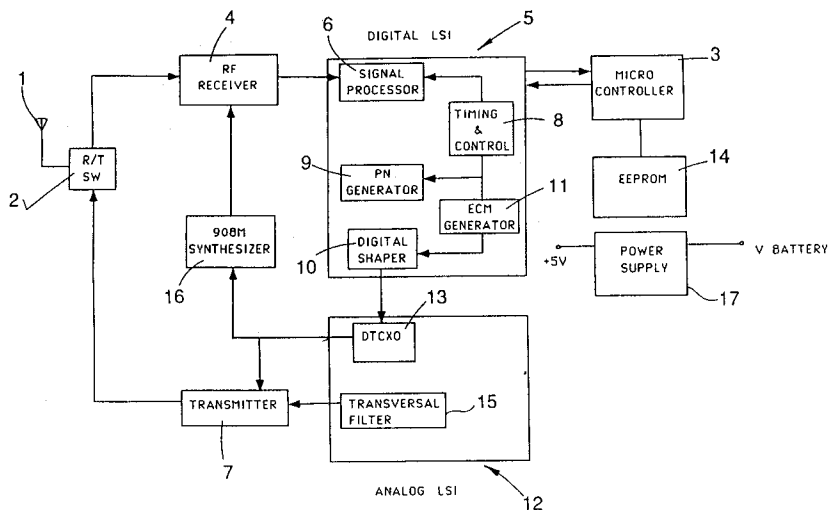 4
DIGITAL LSI
5
6
3
RF
RECEIVER
SIGNAL
PROCESSOR
MICRO
CONTROLLER
1
TIMING
&
CONTROL
8
R/T
SW
2
9
PN
GENERATOR
11
14
EEPROM
ECM
GENERATOR
908M
SYNTHESIZER
DIGITAL
SHAPER
10
16
+5V
POWER
SUPPLY
V BATTERY
13
17
DTCXO
TRANSMITTER
TRANSVERSAL
FILTER
15
7
12
ANALOG LSI